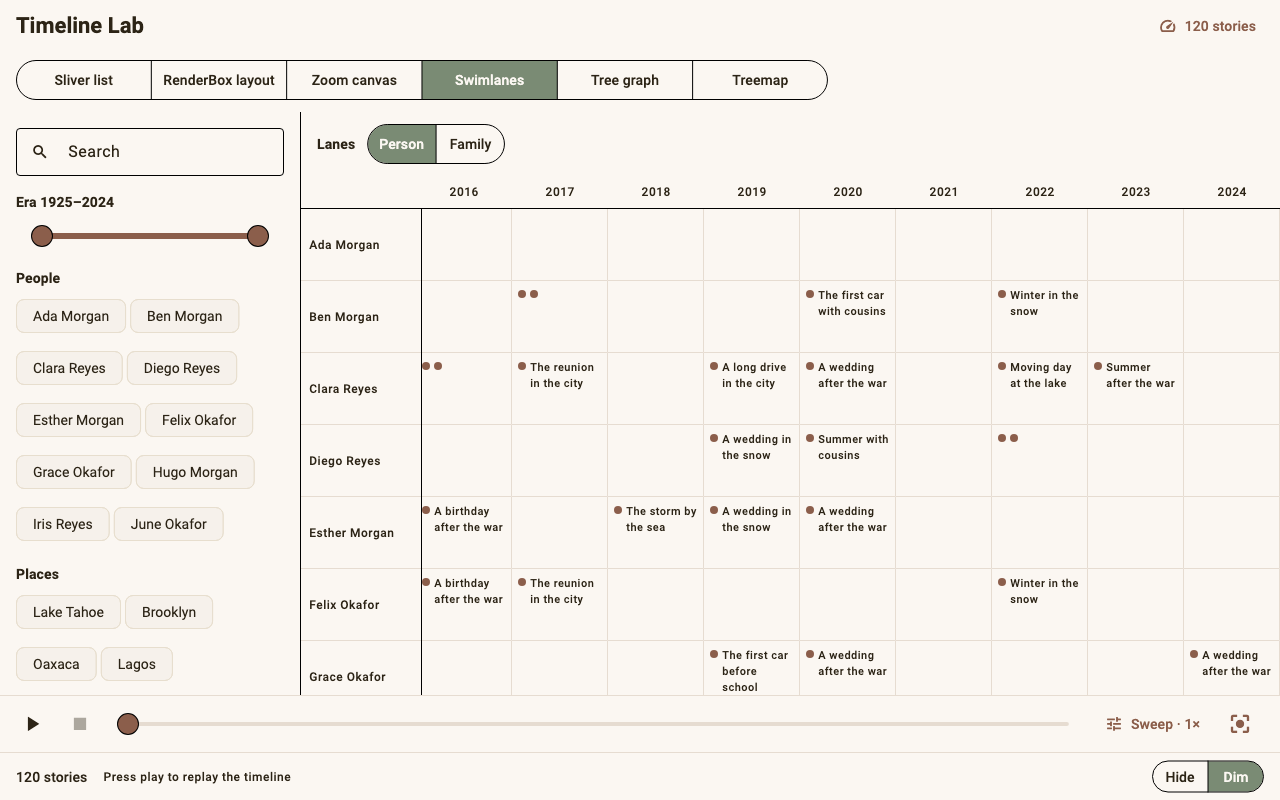 Timeline Lab
120 stories
Sliver list
RenderBox layout
Zoom canvas
Swimlanes
Tree graph
Treemap
Search
Era 1925–2024
People
Ada Morgan
Ben Morgan
Clara Reyes
Diego Reyes
Esther Morgan
Felix Okafor
Grace Okafor
Hugo Morgan
Iris Reyes
June Okafor
Places
Lake Tahoe
Brooklyn
Oaxaca
Lagos
Lanes
Person
Family
2016
2017
2018
2019
2020
2021
2022
2023
2024
Ada Morgan
Ben Morgan
The first car
with cousins
Winter in the
snow
Clara Reyes
The reunion
in the city
A long drive
in the city
A wedding
after the war
Moving day
at the lake
Summer
after the war
Diego Reyes
A wedding in
the snow
Summer with
cousins
Esther Morgan
A birthday
after the war
The storm by
the sea
A wedding in
the snow
A wedding
after the war
Felix Okafor
A birthday
after the war
The reunion
in the city
Winter in the
snow
Grace Okafor
The first car
before
school
A wedding
after the war
A wedding
after the war
Sweep · 1×
120 stories
Press play to replay the timeline
Hide
Dim